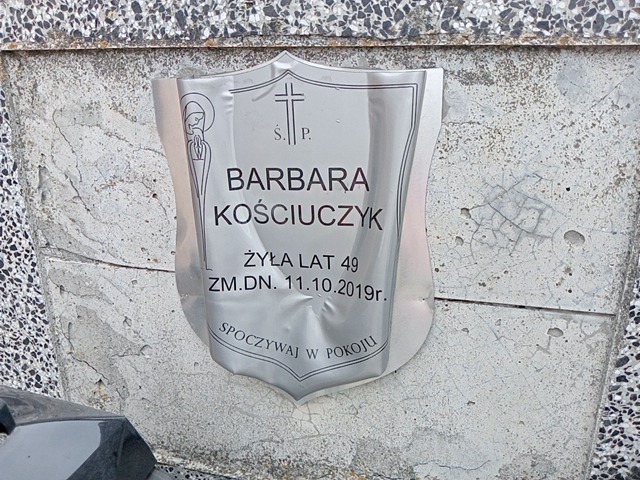 Ś. P.
BARBARA
KOŚCIUCZYK
ŻYŁA LAT 49
ZM.DN. 11.10.2019r.
SPOCZYWAJ W POKOJU